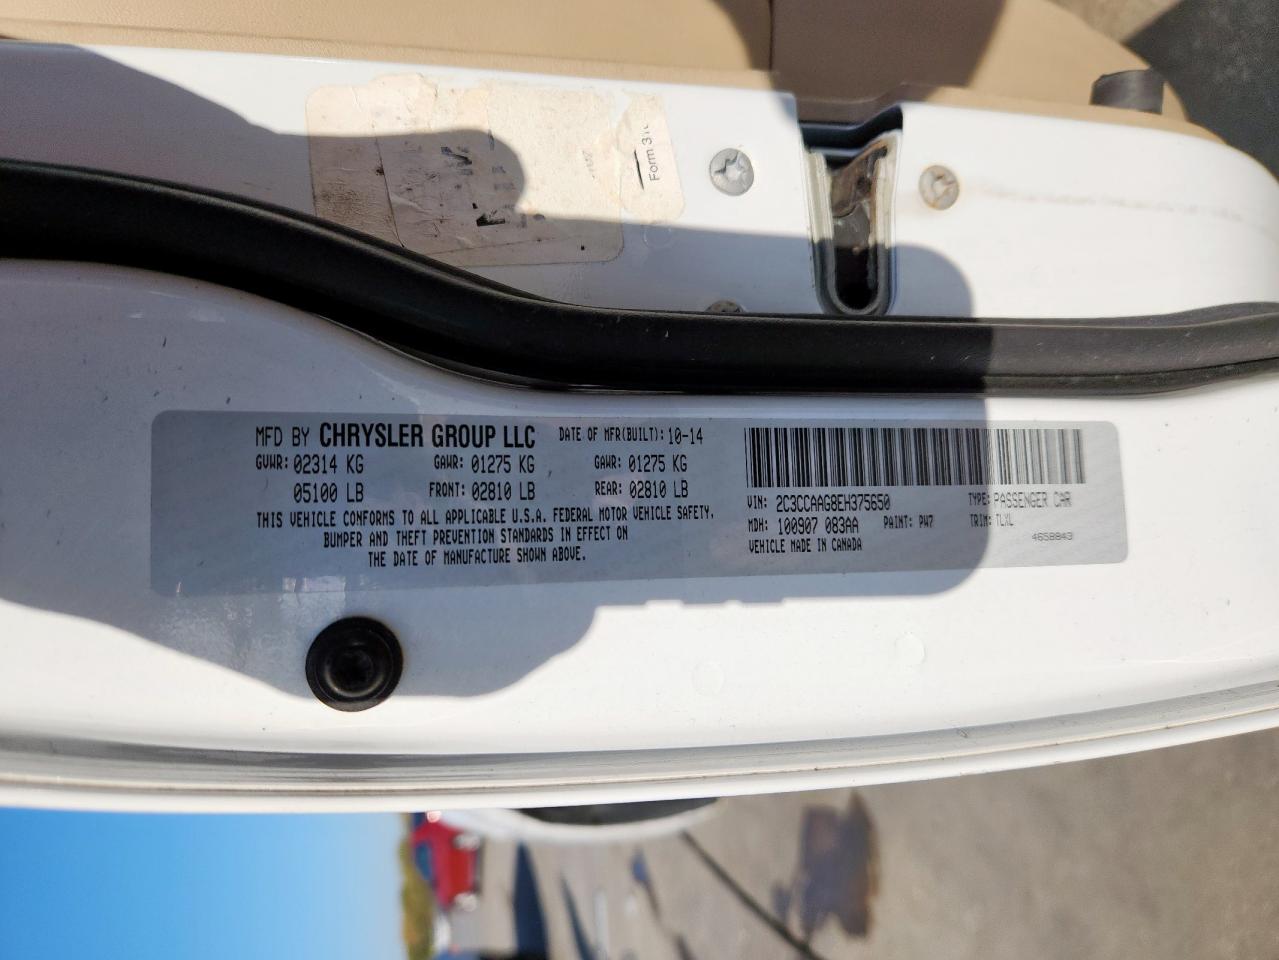 Form 31
MFD BY CHRYSLER GROUP LLC DATE OF MFR(BUILT): 10-14
GVWR: 02314 KG GAWR: 01275 KG GAWR: 01275 KG
05100 LB FRONT: 02810 LB REAR: 02810 LB
THIS VEHICLE CONFORMS TO ALL APPLICABLE U.S.A. FEDERAL MOTOR VEHICLE SAFETY,
BUMPER AND THEFT PREVENTION STANDARDS IN EFFECT ON
THE DATE OF MANUFACTURE SHOWN ABOVE.
VIN: 2C3CCAAG8EH375650 TYPE: PASSENGER CAR
MDH: 100907 083AA PAINT: PW7 TRIM: TLXL
VEHICLE MADE IN CANADA 4658843